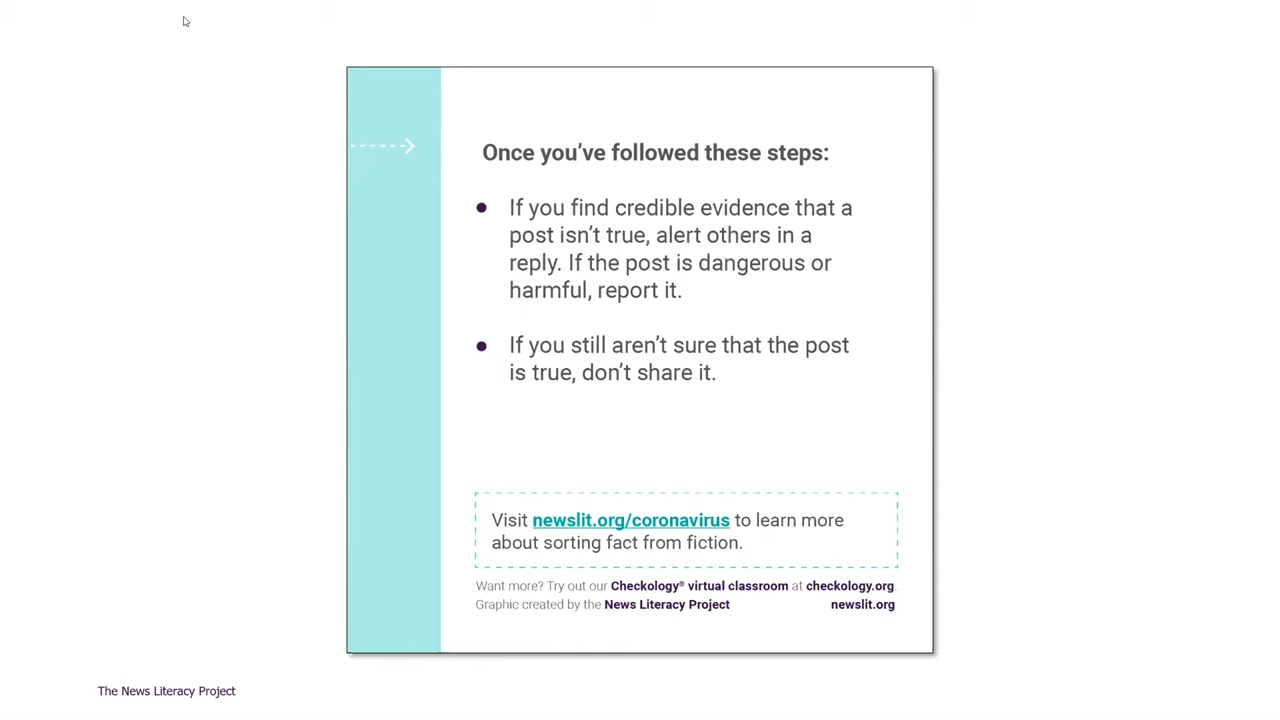 Once you’ve followed these steps:
● If you find credible evidence that a
post isn’t true, alert others in a
reply. If the post is dangerous or
harmful, report it.
● If you still aren’t sure that the post
is true, don’t share it.
Visit newslit.org/coronavirus to learn more
about sorting fact from fiction.
Want more? Try out our Checkology® virtual classroom at checkology.org.
Graphic created by the News Literacy Project newslit.org
The News Literacy Project